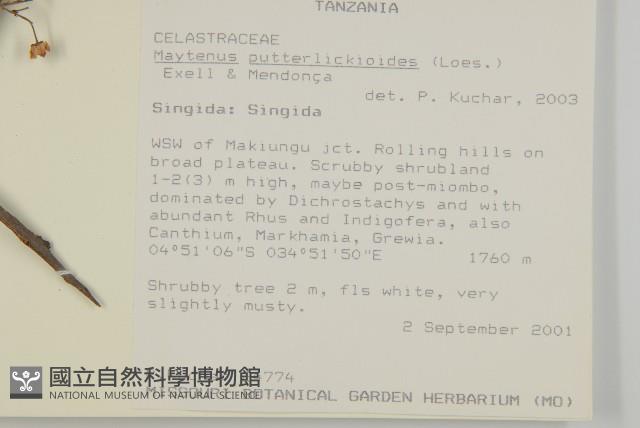 TANZANIA
CELASTRACEAE
Maytenus putterlickioides (Loes.)
Exell & Mendonça
det. P. Kuchar, 2003
Singida: Singida
WSW of Makiungu jct. Rolling hills on
broad plateau. Scrubby shrubland
1-2(3) m high, maybe post-miombo,
dominated by Dichrostachys and with
abundant Rhus and Indigofera, also
Canthium, Markhamia, Grewia.
04°51'06"S 034°51'50"E 1760 m
Shrubby tree 2 m, fls white, very
slightly musty.
2 September 2001
774
MISSOURI BOTANICAL GARDEN HERBARIUM (MO)
國立自然科學博物館
NATIONAL MUSEUM OF NATURAL SCIENCE